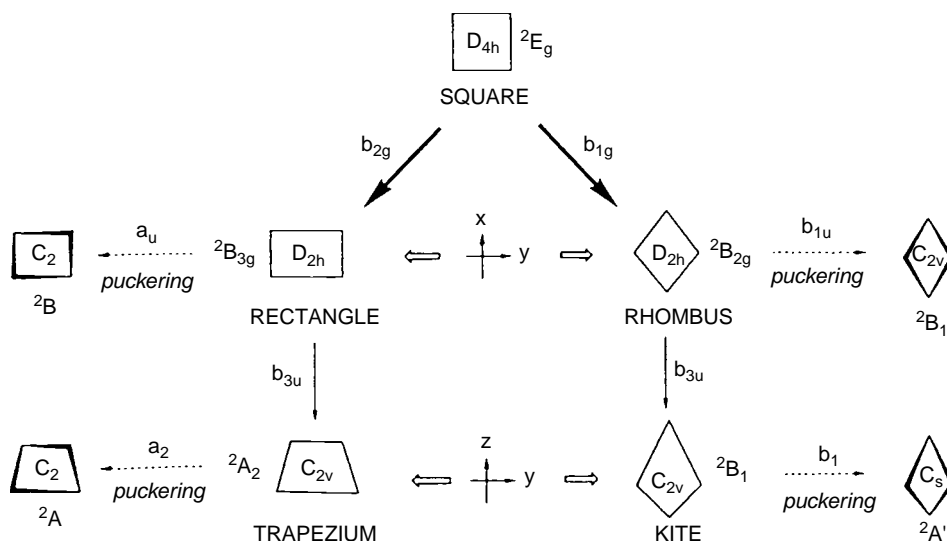 D4h ²Eg
SQUARE
b2g b1g
x
y
C2 au puckering ²B3g D2h
D2h ²B2g b1u puckering C2v
²B
RECTANGLE
RHOMBUS
²B1
b3u b3u
z
y
C2 a2 puckering ²A2 C2v
C2v ²B1 b1 puckering Cs
²A
TRAPEZIUM
KITE
²A'